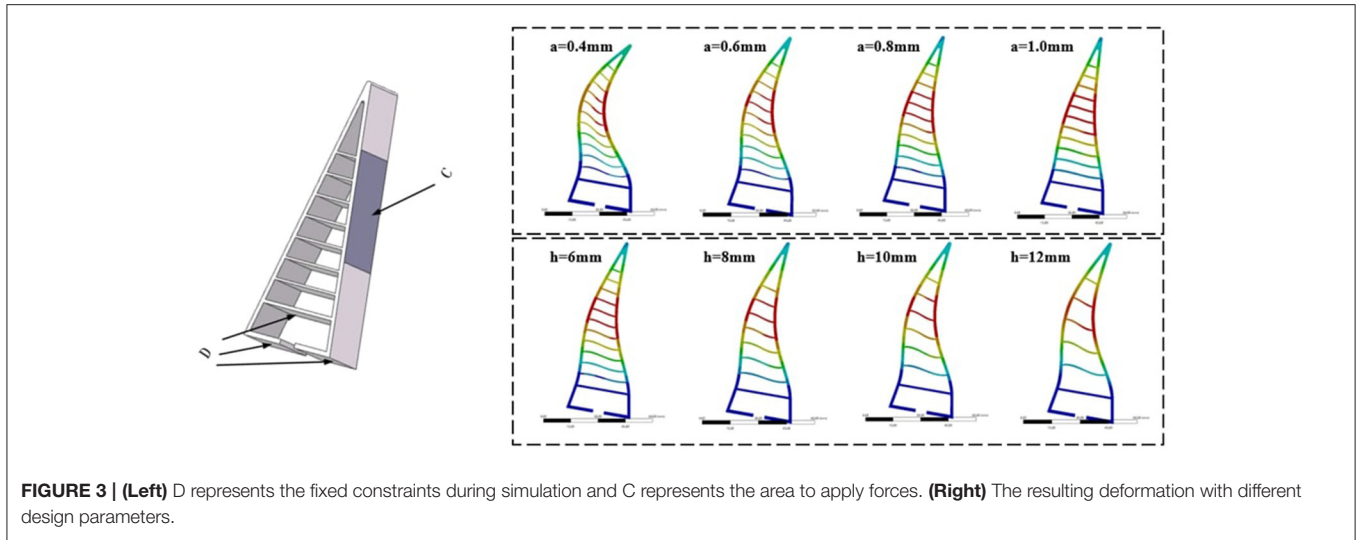 a=0.4mm a=0.6mm a=0.8mm a=1.0mm
C
D
h=6mm h=8mm h=10mm h=12mm
FIGURE 3 | (Left) D represents the fixed constraints during simulation and C represents the area to apply forces. (Right) The resulting deformation with different
design parameters.